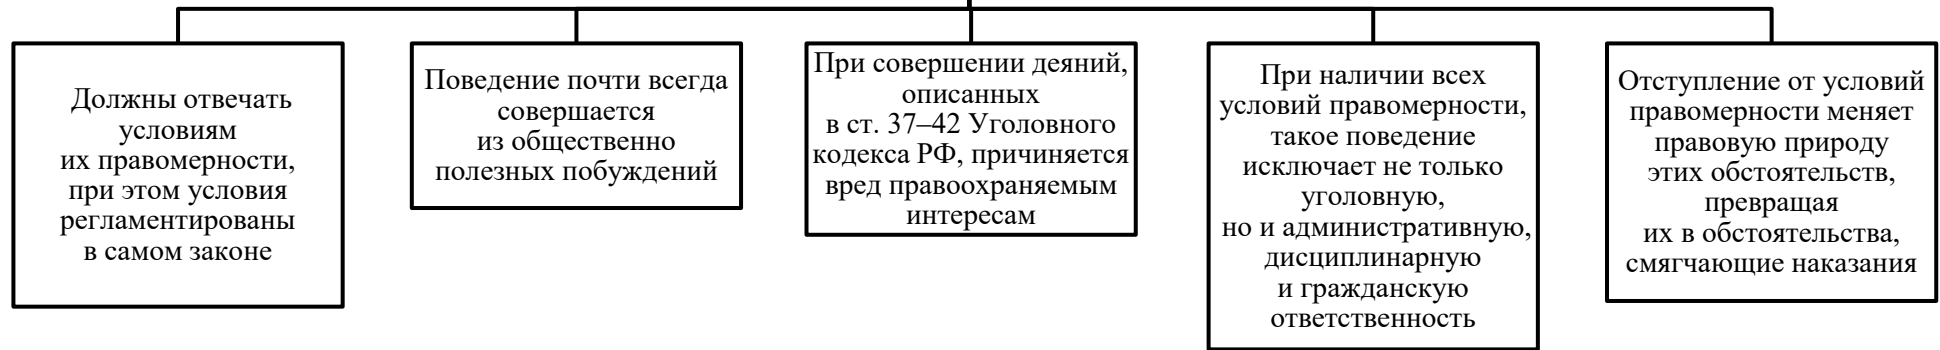 Должны отвечать
условиям
их правомерности,
при этом условия
регламентированы
в самом законе
Поведение почти всегда
совершается
из общественно
полезных побуждений
При совершении деяний,
описанных
в ст. 37–42 Уголовного
кодекса РФ, причиняется
вред правоохраняемым
интересам
При наличии всех
условий правомерности,
такое поведение
исключает не только
уголовную,
но и административную,
дисциплинарную
и гражданскую
ответственность
Отступление от условий
правомерности меняет
правовую природу
этих обстоятельств,
превращая
их в обстоятельства,
смягчающие наказания